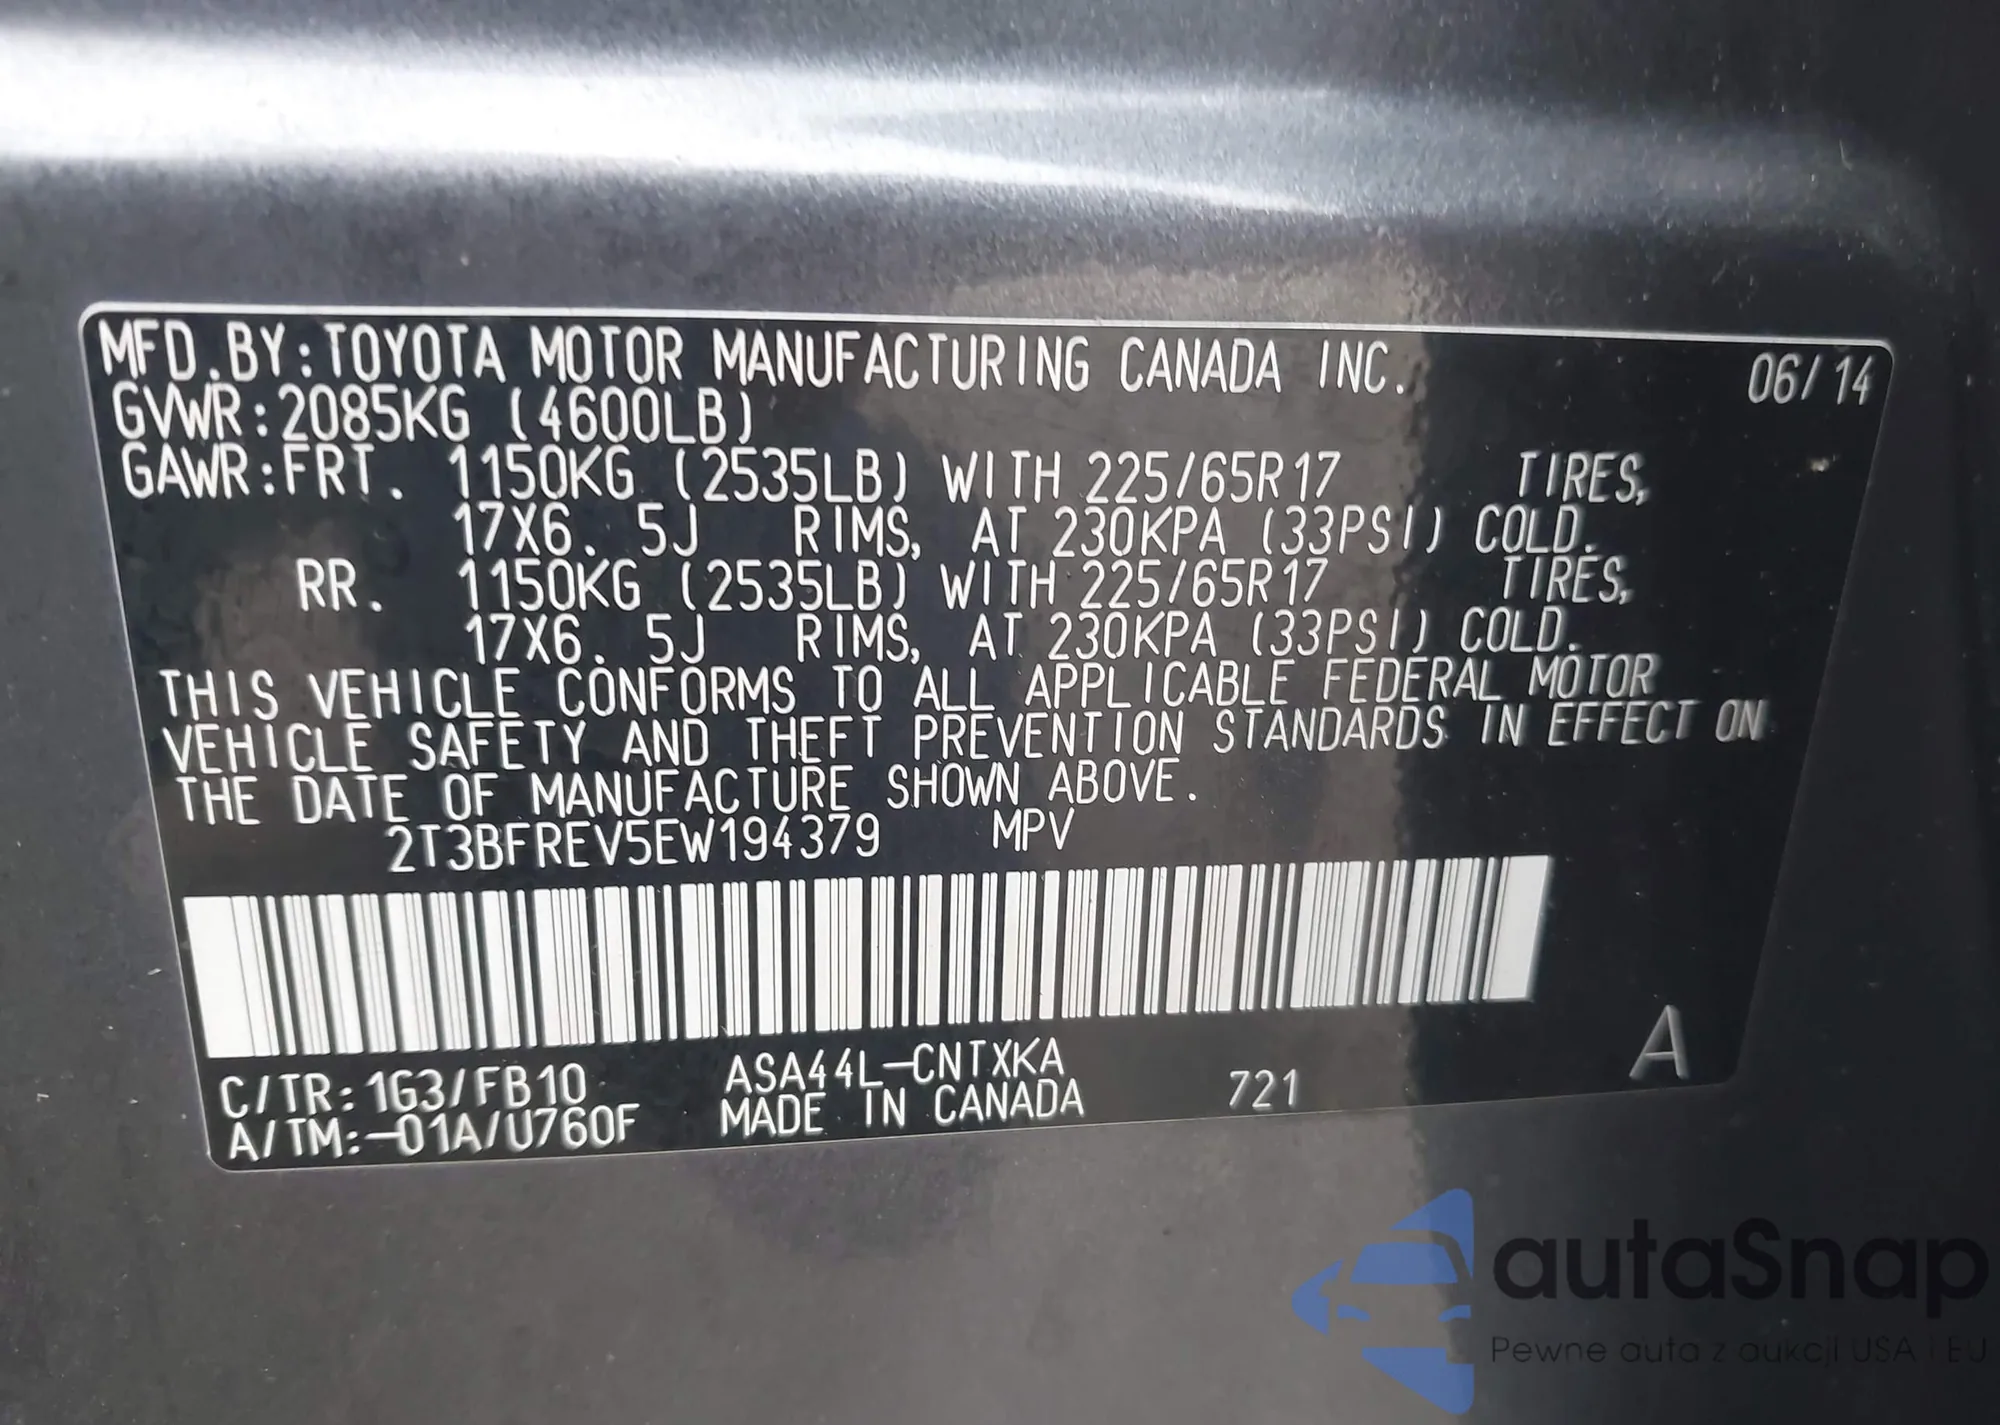 MFD.BY:TOYOTA MOTOR MANUFACTURING CANADA INC. 06/14
GVWR:2085KG (4600LB)
GAWR:FRT. 1150KG (2535LB) WITH 225/65R17 TIRES,
17X6.5J RIMS, AT 230KPA (33PSI) COLD.
RR. 1150KG (2535LB) WITH 225/65R17 TIRES,
17X6.5J RIMS, AT 230KPA (33PSI) COLD.
THIS VEHICLE CONFORMS TO ALL APPLICABLE FEDERAL MOTOR
VEHICLE SAFETY AND THEFT PREVENTION STANDARDS IN EFFECT ON
THE DATE OF MANUFACTURE SHOWN ABOVE.
2T3BFREV5EW194379 MPV
C/TR:1G3/FB10 ASA44L-CNTXKA 721 A
A/TM:-01A/U760F MADE IN CANADA
autaSnap
Pewne auta z aukcji USA i EU